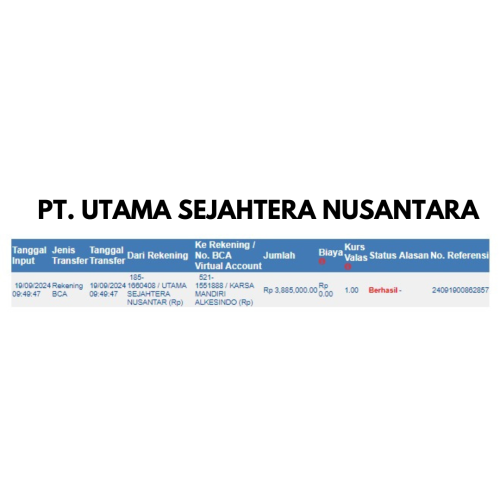 PT. UTAMA SEJAHTERA NUSANTARA
Tanggal Input Jenis Transfer Tanggal Transfer Dari Rekening Ke Rekening / No. BCA Virtual Account Jumlah Biaya Kurs Valas Status Alasan No. Referensi
19/09/2024 09:49:47 Rekening BCA 19/09/2024 09:49:47 185-1660408 / UTAMA SEJAHTERA NUSANTAR (Rp) 521-1551888 / KARSA MANDIRI ALKESINDO (Rp) Rp 3,885,000.00 Rp 0.00 1.00 Berhasil - 24091900862857